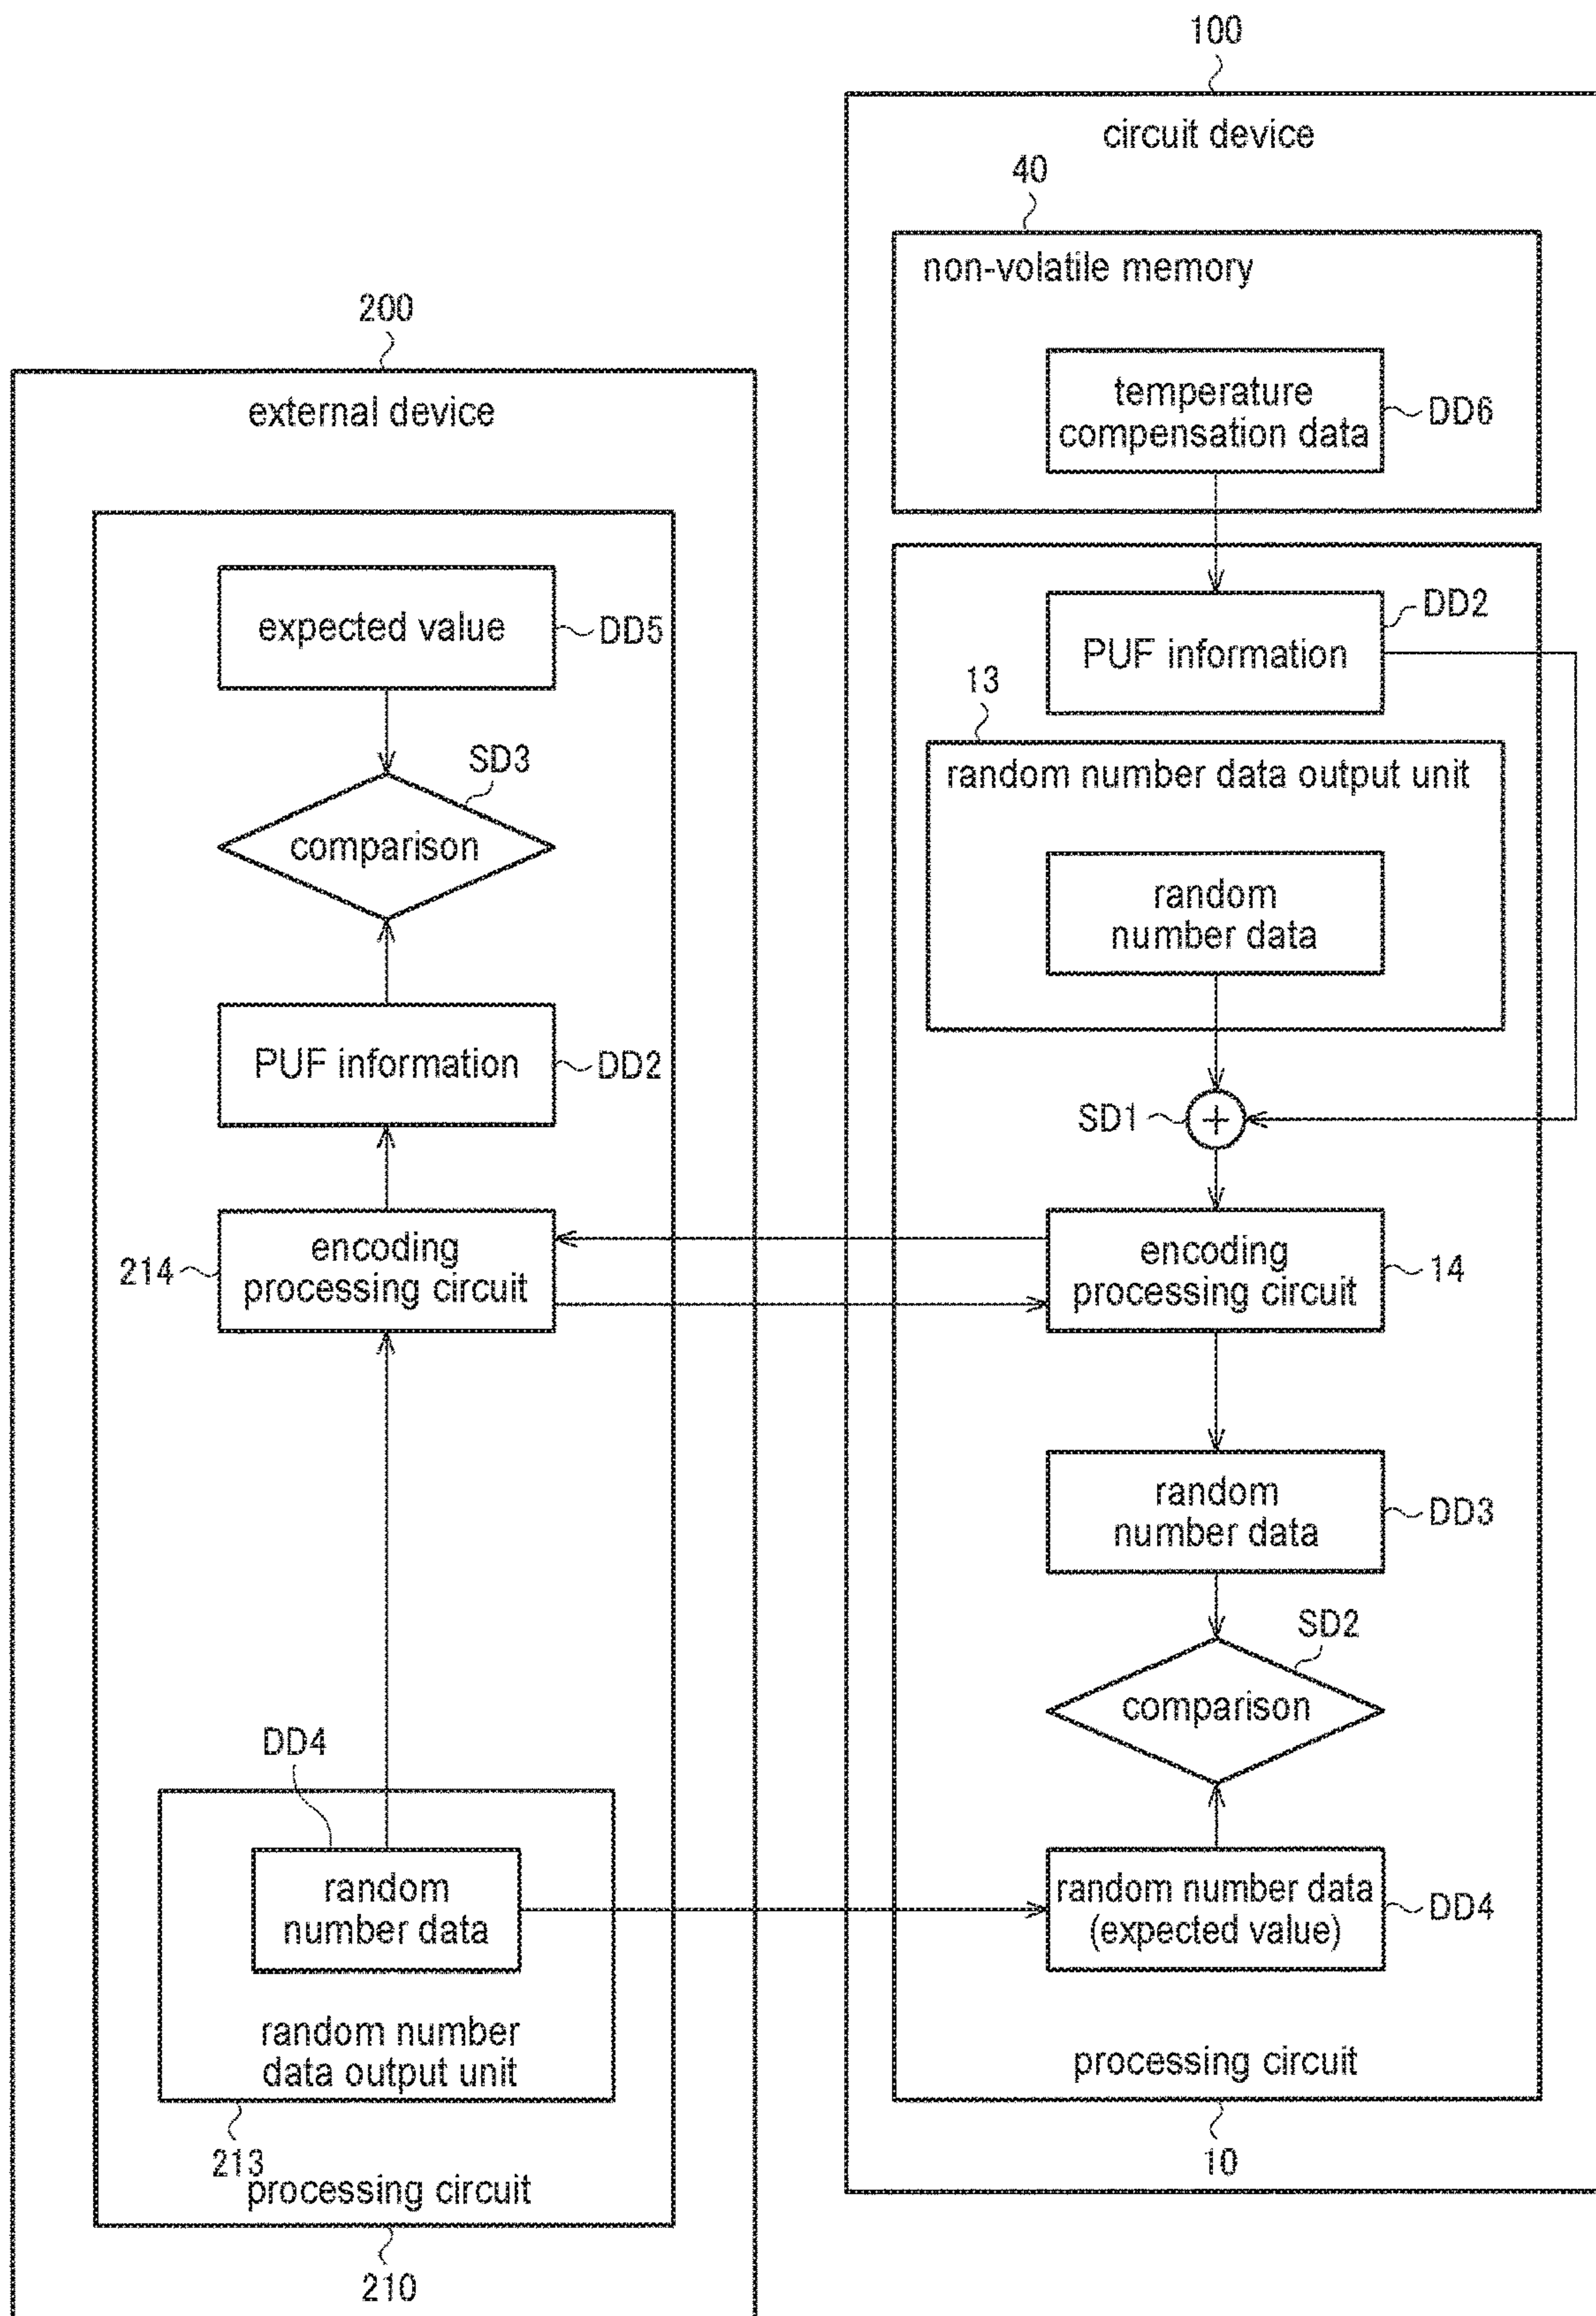 100
circuit device
40
non-volatile memory
temperature
compensation data
DD6
200
external device
expected value
DD5
SD3
comparison
PUF information
DD2
encoding
processing circuit
214
DD4
random
number data
random number
data output unit
213
processing circuit
210
PUF information
DD2
13
random number data output unit
random
number data
SD1
+
encoding
processing circuit
14
random
number data
DD3
SD2
comparison
random number data
(expected value)
DD4
processing circuit
10